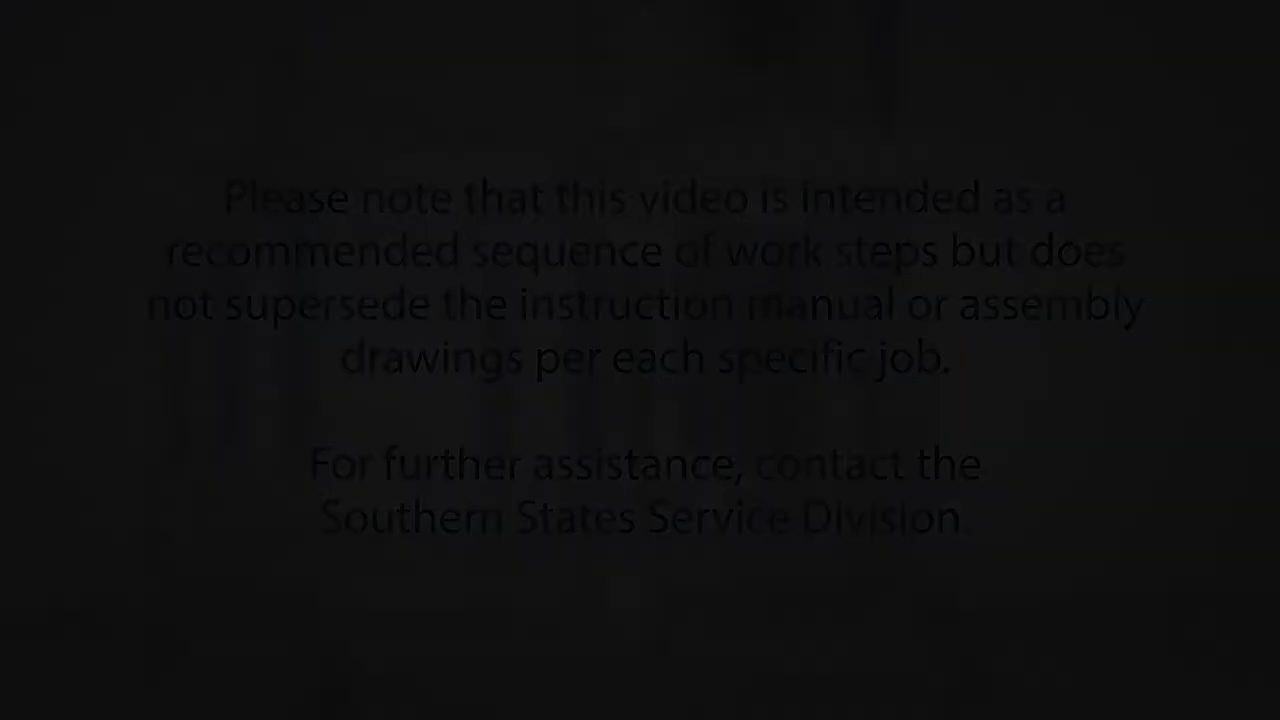 Please note that this video is intended as a
recommended sequence of work steps but does
not supersede the instruction manual or assembly
drawings per each specific job.
For further assistance, contact the
Southern States Service Division.